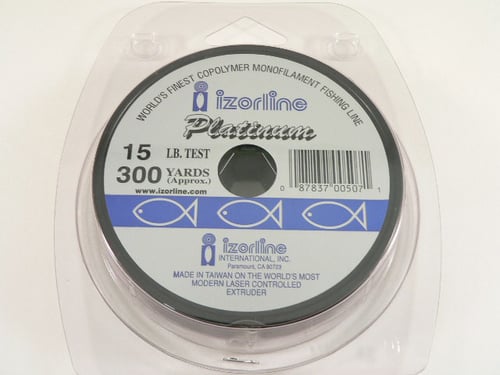 WORLD'S FINEST COPOLYMER MONOFILAMENT FISHING LINE
izorline
Platinum
15 LB. TEST
300 YARDS
(Approx.)
www.izorline.com
0 87837 00507 1
izorline
INTERNATIONAL, INC.
Paramount, CA 90723
MADE IN TAIWAN ON THE WORLD'S MOST
MODERN LASER CONTROLLED
EXTRUDER